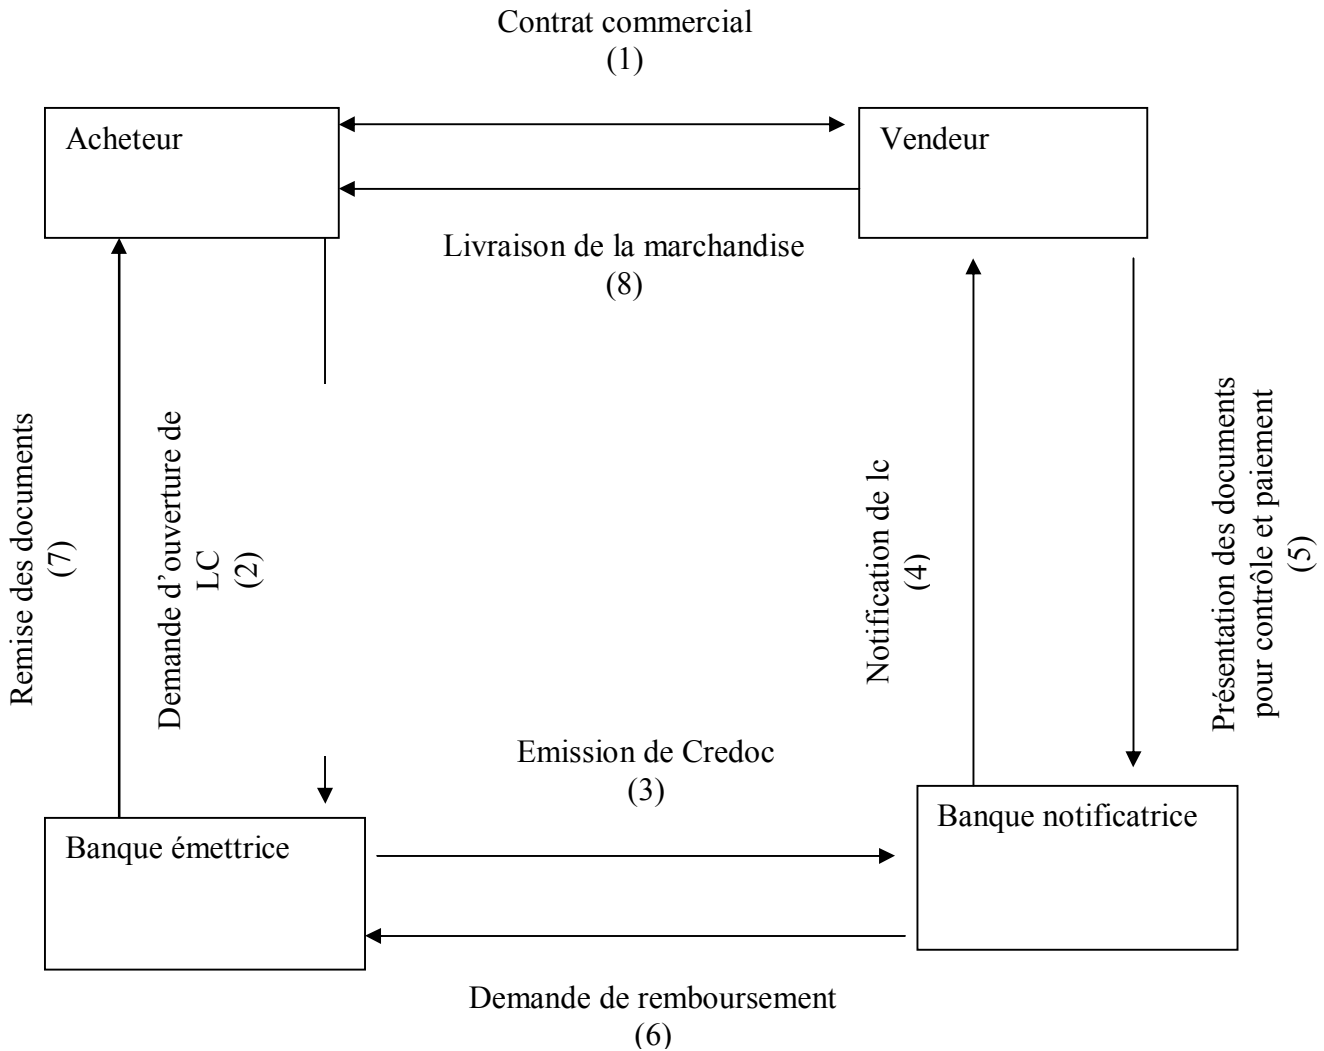 Contrat commercial
(1)
Acheteur
Vendeur
Livraison de la marchandise
(8)
Remise des documents
(7)
Demande d’ouverture de
LC
(2)
Notification de lc
(4)
Présentation des documents
pour contrôle et paiement
(5)
Emission de Credoc
(3)
Banque émettrice
Banque notificatrice
Demande de remboursement
(6)